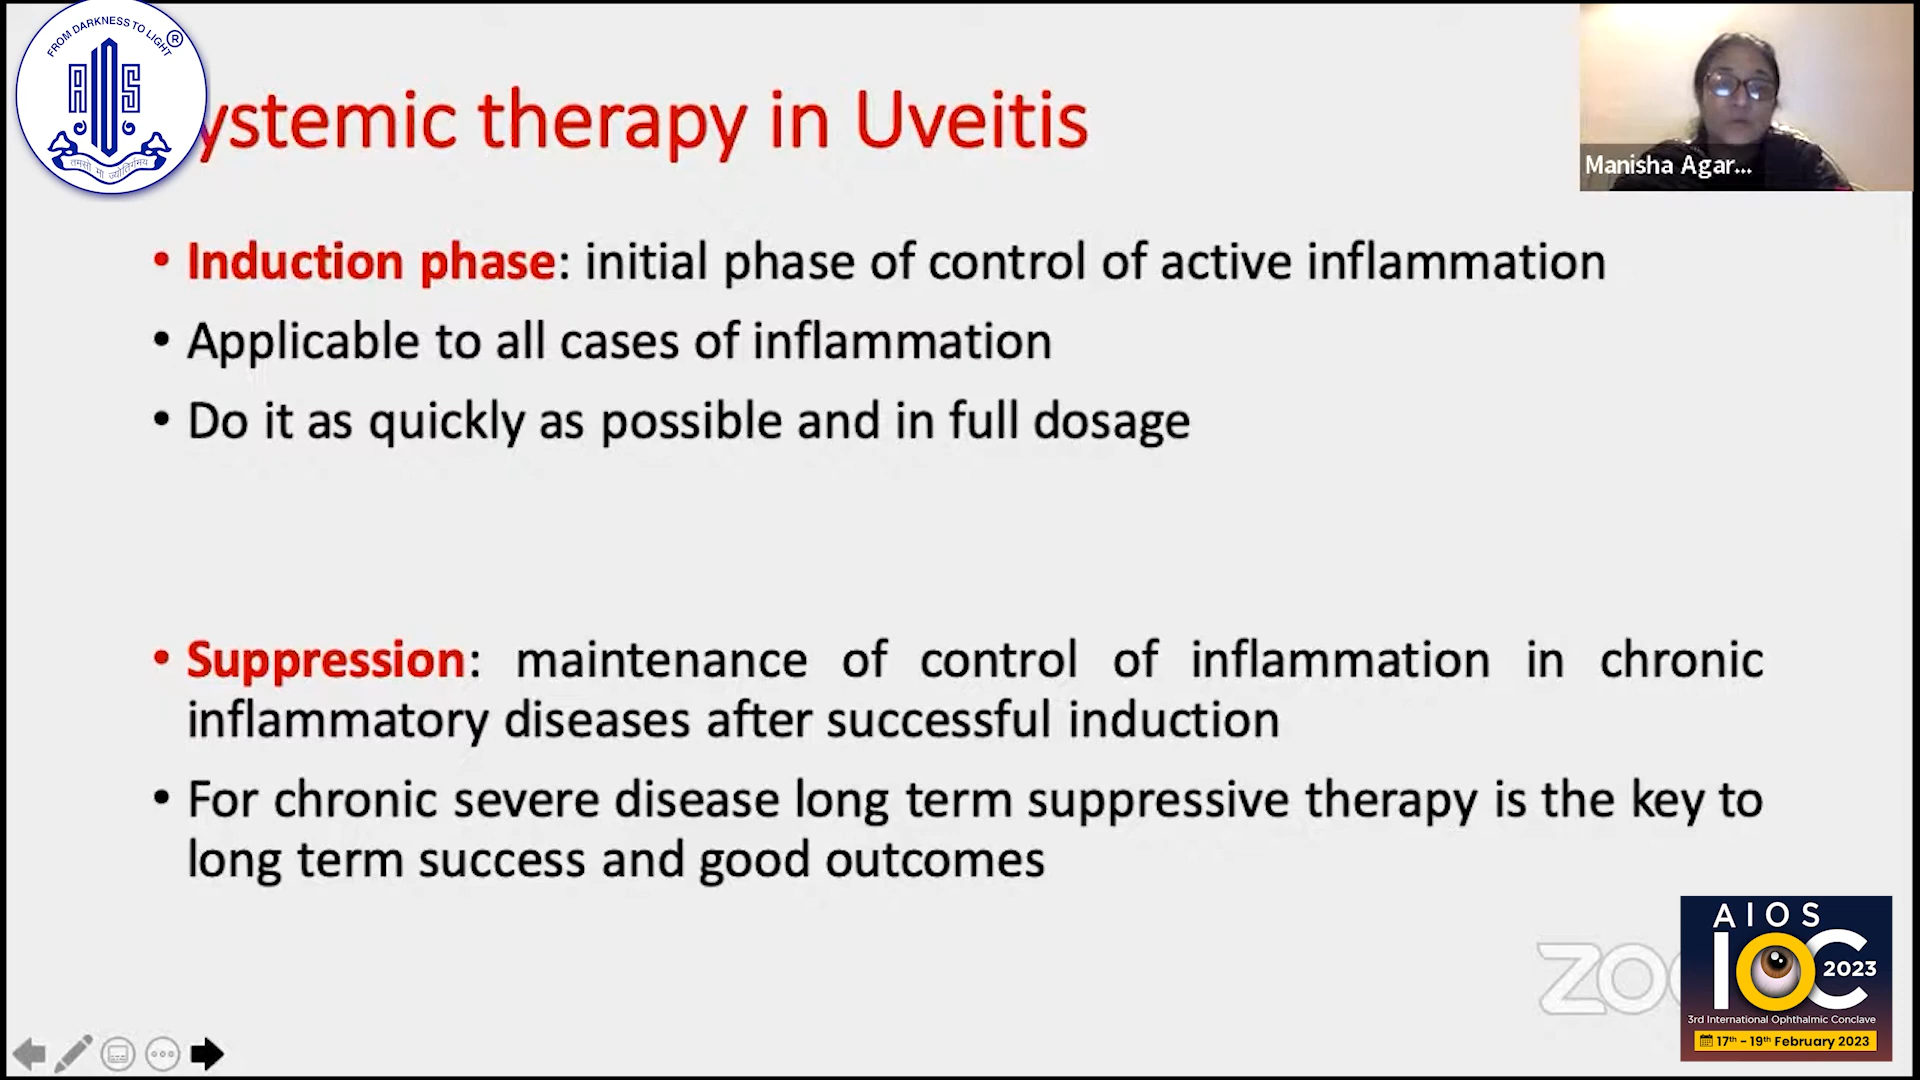 FROM DARKNESS TO LIGHT
®
AIOS
तमसो मा ज्योतिर्गमय
ystemic therapy in Uveitis
Manisha Agar...
• Induction phase: initial phase of control of active inflammation
• Applicable to all cases of inflammation
• Do it as quickly as possible and in full dosage
• Suppression: maintenance of control of inflammation in chronic
inflammatory diseases after successful induction
• For chronic severe disease long term suppressive therapy is the key to
long term success and good outcomes
zoo
AIOS
IOC 2023
3rd International Ophthalmic Conclave
17th - 19th February 2023